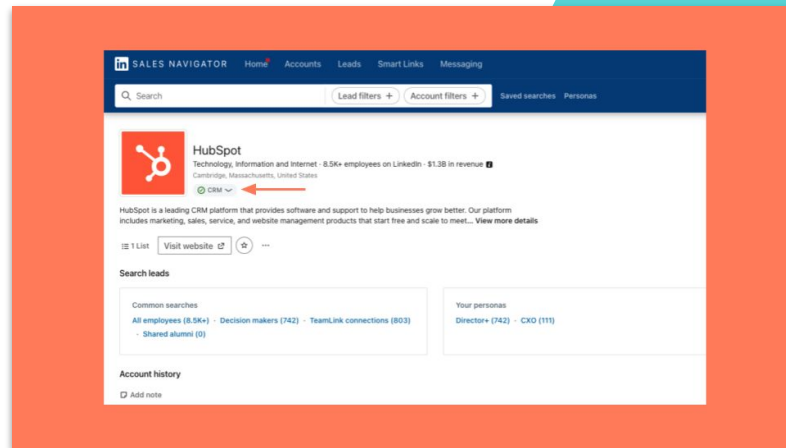 in SALES NAVIGATOR Home Accounts Leads Smart Links Messaging
Search Lead filters + Account filters + Saved searches Personas
HubSpot
Technology, Information and Internet · 8.5K+ employees on LinkedIn · $1.3B in revenue
Cambridge, Massachusetts, United States
CRM
HubSpot is a leading CRM platform that provides software and support to help businesses grow better. Our platform
includes marketing, sales, service, and website management products that start free and scale to meet... View more details
1 List Visit website ...
Search leads
Common searches
All employees (8.5K+) · Decision makers (742) · TeamLink connections (803)
· Shared alumni (0)
Your personas
Director+ (742) · CXO (111)
Account history
Add note